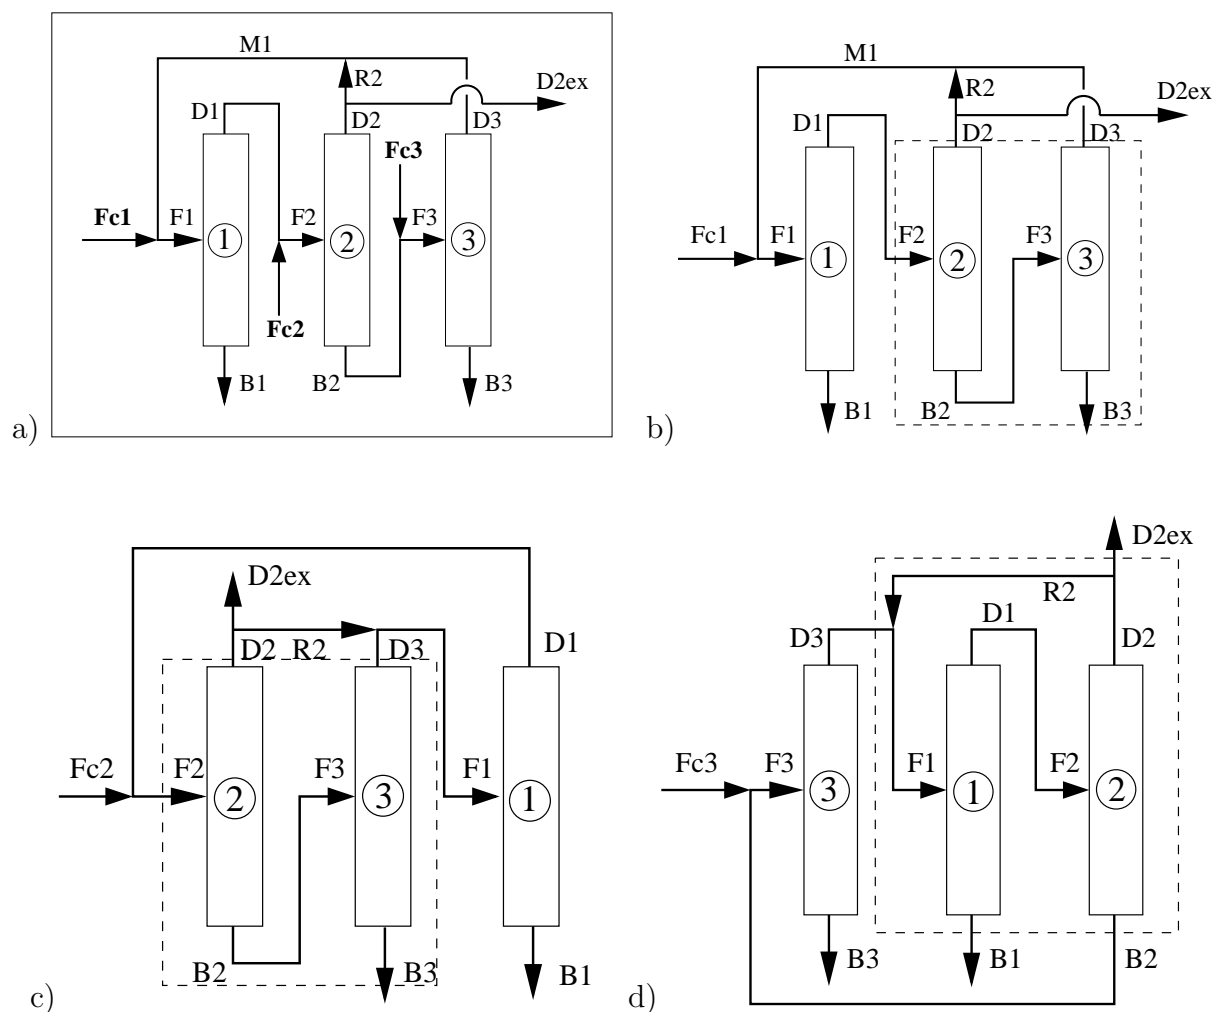 M1
R2
D2ex
D1
D2
D3
Fc3
Fc1
F1
F2
F3
1
2
3
Fc2
B1
B2
B3
a)
M1
R2
D2ex
D1
D2
D3
Fc1
F1
F2
F3
1
2
3
B1
B2
B3
b)
D2ex
D2
R2
D3
D1
Fc2
F2
F3
F1
2
3
1
B2
B3
B1
c)
D2ex
R2
D1
D3
D2
Fc3
F3
F1
F2
3
1
2
B3
B1
B2
d)